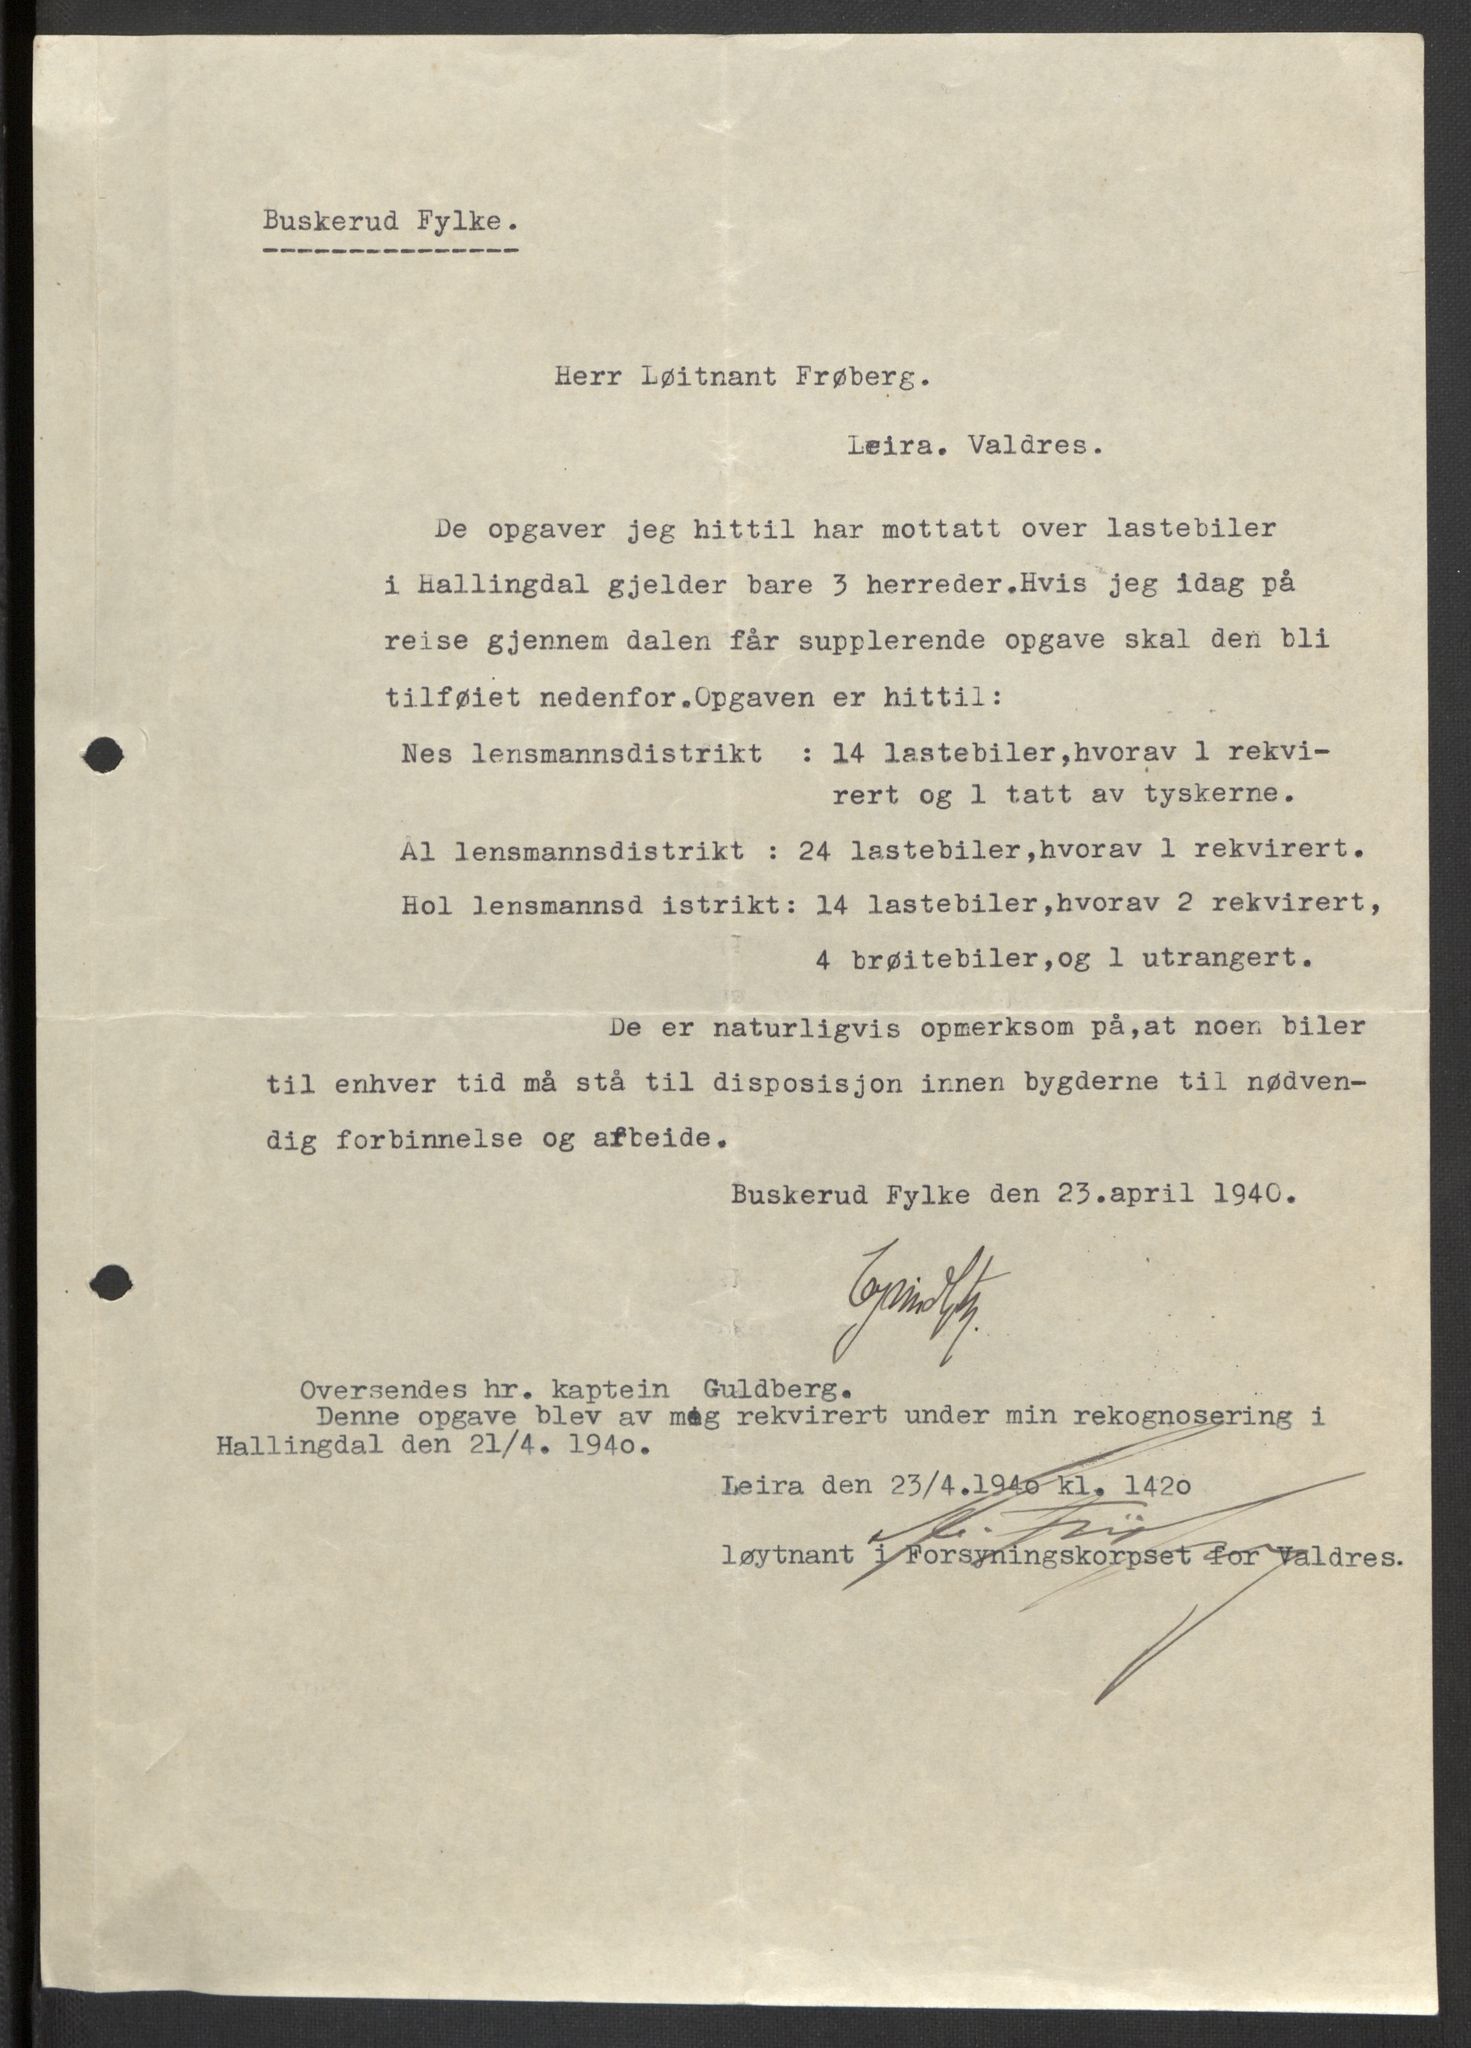 Buskerud Fylke.
Herr Løitnant Frøberg.
Leira. Valdres.
De opgaver jeg hittil har mottatt over lastebiler
i Hallingdal gjelder bare 3 herreder.Hvis jeg idag på
reise gjennem dalen får supplerende opgave skal den bli
tilføiet nedenfor.Opgaven er hittil:
Nes lensmannsdistrikt : 14 lastebiler,hvorav 1 rekvi-
rert og 1 tatt av tyskerne.
Ål lensmannsdistrikt : 24 lastebiler,hvorav 1 rekvirert.
Hol lensmannsd istrikt: 14 lastebiler,hvorav 2 rekvirert,
4 brøitebiler,og 1 utrangert.
De er naturligvis opmerksom på,at noen biler
til enhver tid må stå til disposisjon innen bygderne til nødven-
dig forbinnelse og arbeide.
Buskerud Fylke den 23.april 1940.
Oversendes hr. kaptein Guldberg.
Denne opgave blev av meg rekvirert under min rekognosering i
Hallingdal den 21/4. 194o.
Leira den 23/4.194o kl. 142o
løytnant i Forsyningskorpset for Valdres.